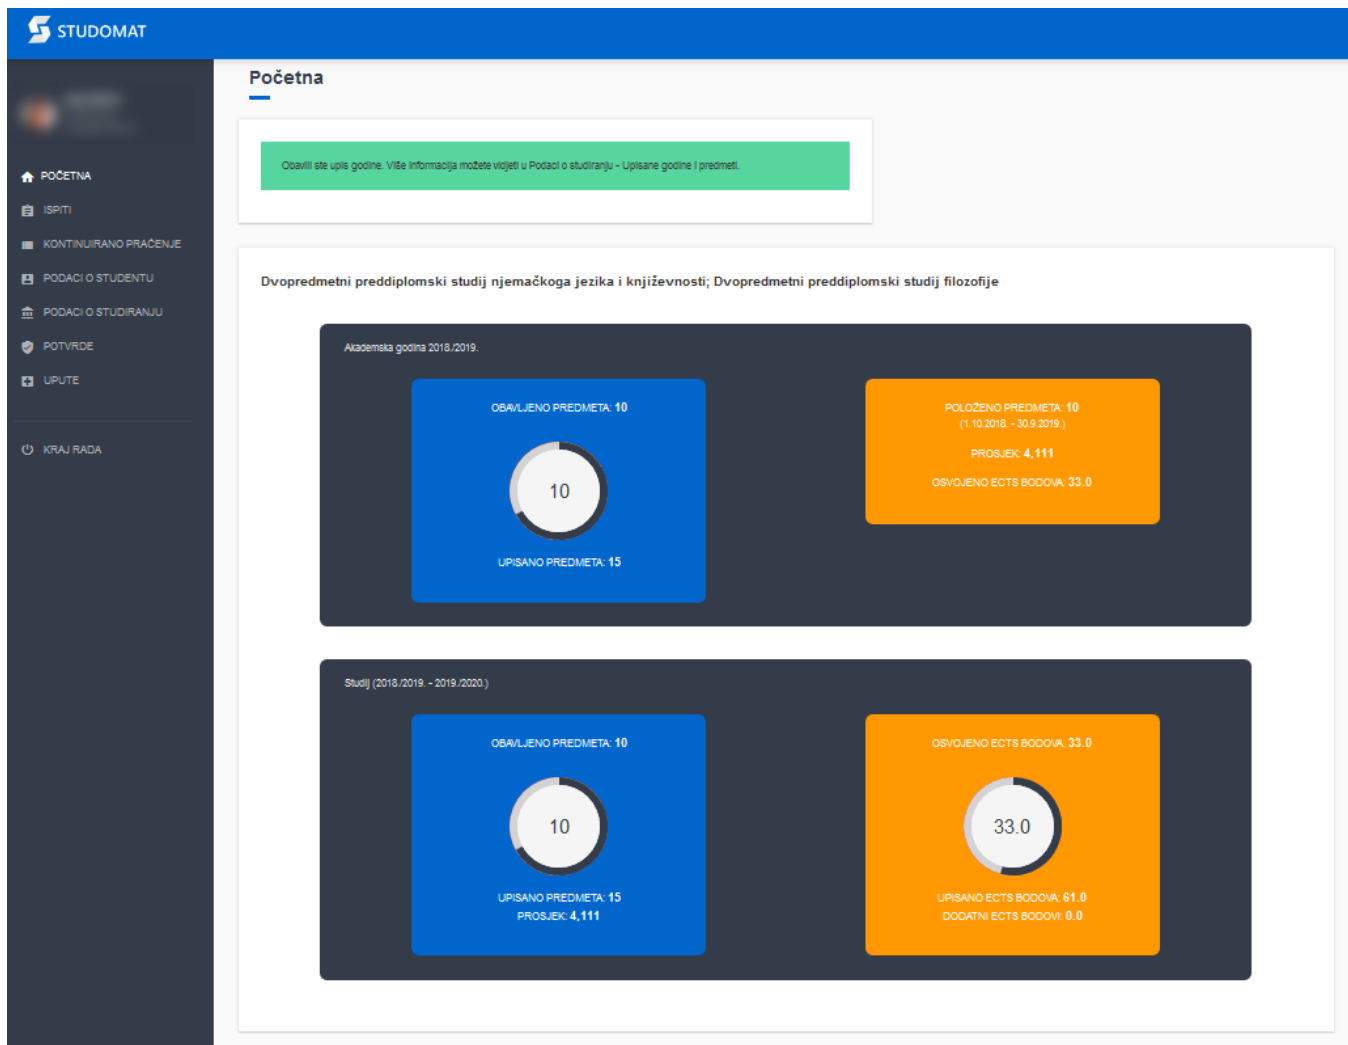 STUDOMAT
Početna
POČETNA
ISPITI
KONTINUIRANO PRAĆENJE
PODACI O STUDENTU
PODACI O STUDIRANJU
POTVRDE
UPUTE
KRAJ RADA
Obavili ste upis godine. Više informacija možete vidjeti u Podaci o studiranju - Upisane godine i predmeti.
Dvopredmetni preddiplomski studij njemačkoga jezika i književnosti; Dvopredmetni preddiplomski studij filozofije
Akademska godina 2018./2019.
OBAVLJENO PREDMETA: 10
10
UPISANO PREDMETA: 15
POLOŽENO PREDMETA: 10
(1.10.2018. - 30.9.2019.)
PROSJEK: 4,111
OSVOJENO ECTS BODOVA: 33.0
Studij (2018./2019. - 2019./2020.)
OBAVLJENO PREDMETA: 10
10
UPISANO PREDMETA: 15
PROSJEK: 4,111
OSVOJENO ECTS BODOVA: 33.0
33.0
UPISANO ECTS BODOVA: 61.0
DODATNI ECTS BODOVI: 0.0